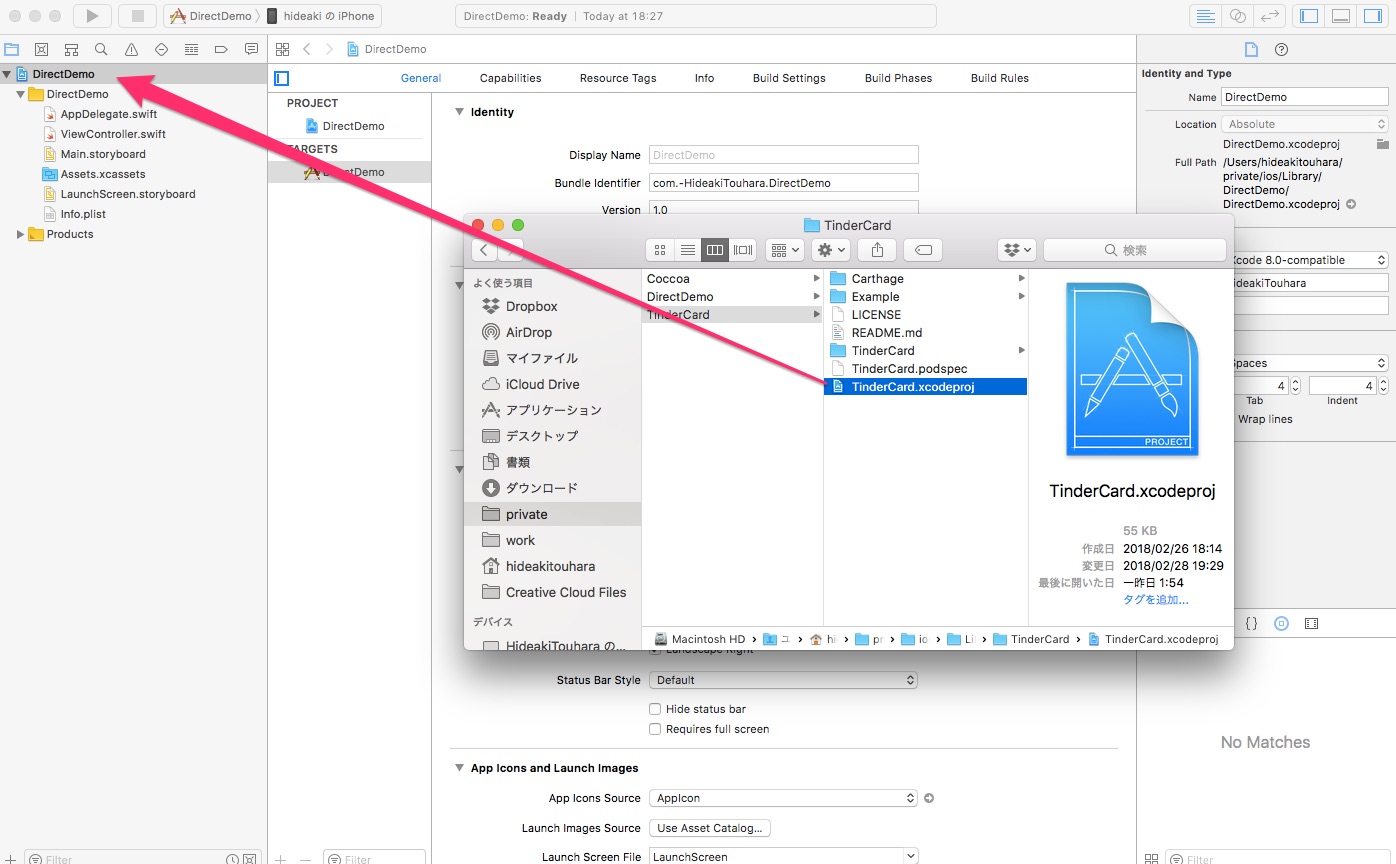 DirectDemo
hideaki の iPhone
DirectDemo: Ready | Today at 18:27
DirectDemo
DirectDemo
AppDelegate.swift
ViewController.swift
Main.storyboard
Assets.xcassets
LaunchScreen.storyboard
Info.plist
Products
Filter
DirectDemo
General
Capabilities
Resource Tags
Info
Build Settings
Build Phases
Build Rules
PROJECT
DirectDemo
TARGETS
DirectDemo
Filter
Identity
Display Name
DirectDemo
Bundle Identifier
com.-HideakiTouhara.DirectDemo
Version
1.0
TinderCard
検索
よく使う項目
Dropbox
AirDrop
マイファイル
iCloud Drive
アプリケーション
デスクトップ
書類
ダウンロード
private
work
hideakitouhara
Creative Cloud Files
デバイス
HideakiTouhara の...
Coccoa
DirectDemo
TinderCard
Carthage
Example
LICENSE
README.md
TinderCard
TinderCard.podspec
TinderCard.xcodeproj
PROJECT
TinderCard.xcodeproj
55 KB
作成日 2018/02/26 18:14
変更日 2018/02/28 19:29
最後に開いた日 一昨日 1:54
タグを追加...
Macintosh HD
ユ
hi
pr
io
Li
TinderCard
TinderCard.xcodeproj
Landscape Right
Status Bar Style
Default
Hide status bar
Requires full screen
App Icons and Launch Images
App Icons Source
AppIcon
Launch Images Source
Use Asset Catalog...
Launch Screen File
LaunchScreen
Identity and Type
Name
DirectDemo
Location
Absolute
DirectDemo.xcodeproj
Full Path
/Users/hideakitouhara/
private/ios/Library/
DirectDemo/
DirectDemo.xcodeproj
Xcode 8.0-compatible
HideakiTouhara
Spaces
4
4
Tab
Indent
Wrap lines
{}
No Matches
Filter